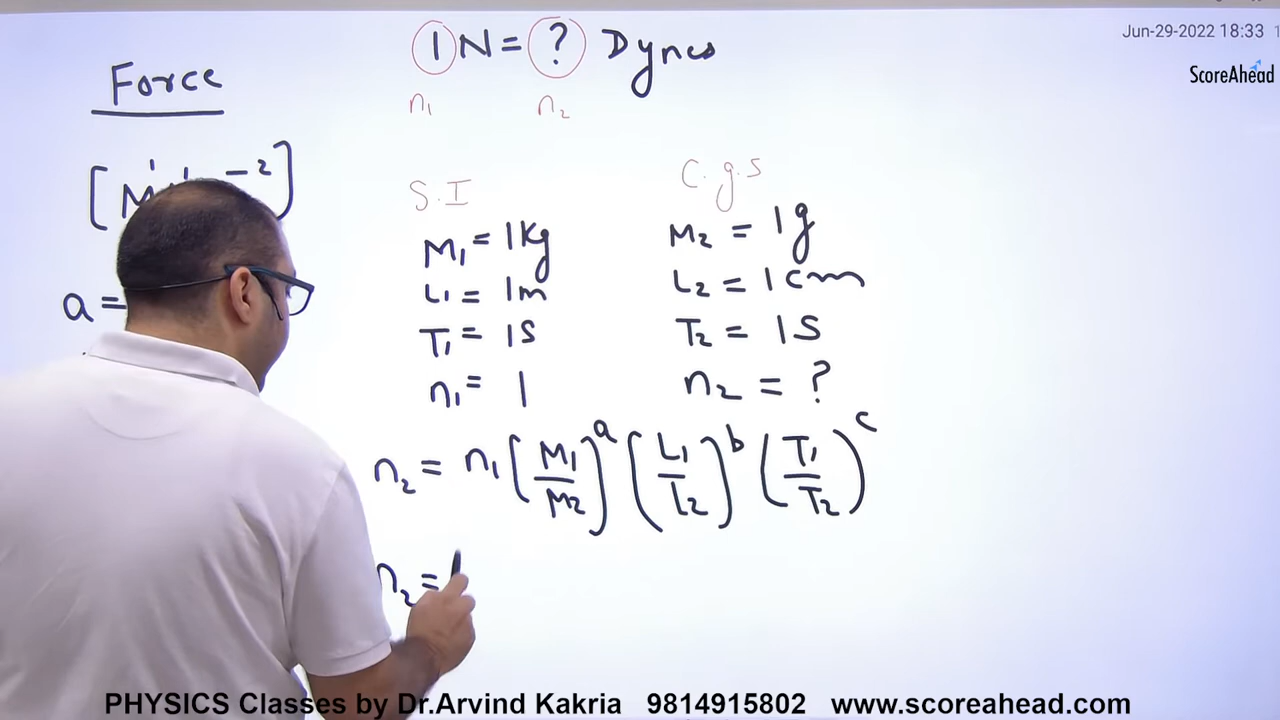 1 N = ? Dynes
n₁ n₂
Jun-29-2022 18:33
ScoreAhead
Force
[M¹ ⁻²]
a =
S.I
M₁ = 1kg
L₁ = 1m
T₁ = 1S
n₁ = 1
C.g.S
M₂ = 1g
L₂ = 1cm
T₂ = 1S
n₂ = ?
n₂ = n₁ [M₁/M₂]ᵃ (L₁/T₂)ᵇ (T₁/T₂)ᶜ
n₂ =
PHYSICS Classes by Dr.Arvind Kakria 9814915802 www.scoreahead.com